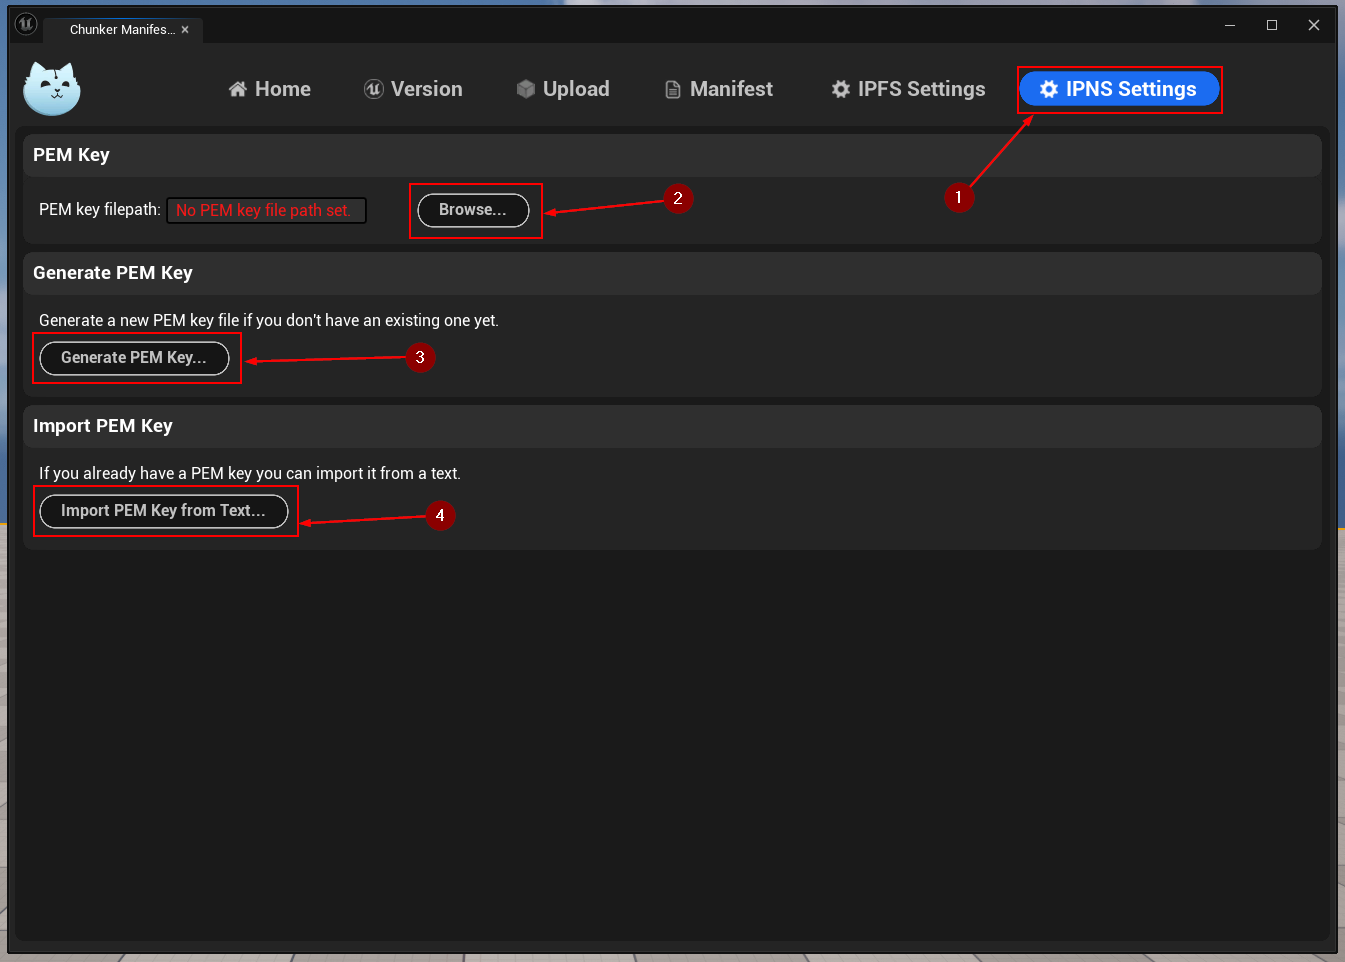 Chunker Manifes...
Home Version Upload Manifest IPFS Settings IPNS Settings
PEM Key
1
PEM key filepath: No PEM key file path set. Browse... 2
Generate PEM Key
Generate a new PEM key file if you don't have an existing one yet.
Generate PEM Key... 3
Import PEM Key
If you already have a PEM key you can import it from a text.
Import PEM Key from Text... 4